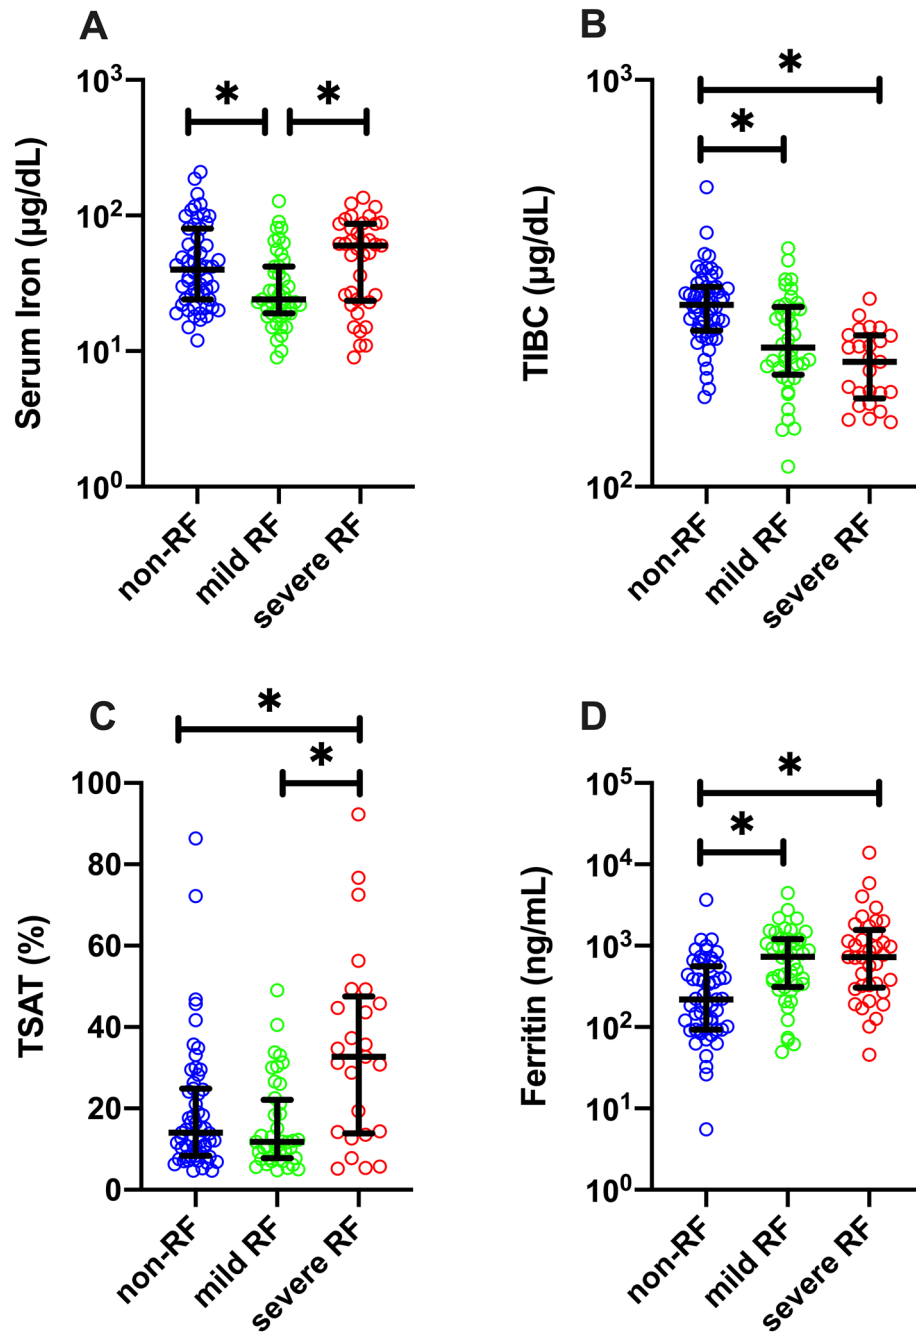 A
Serum Iron (µg/dL)
10³
10²
10¹
10⁰
* *
non-RF
mild RF
severe RF
B
TIBC (µg/dL)
10³
10²
*
*
non-RF
mild RF
severe RF
C
TSAT (%)
100
80
60
40
20
0
*
*
non-RF
mild RF
severe RF
D
Ferritin (ng/mL)
10⁵
10⁴
10³
10²
10¹
10⁰
*
*
non-RF
mild RF
severe RF